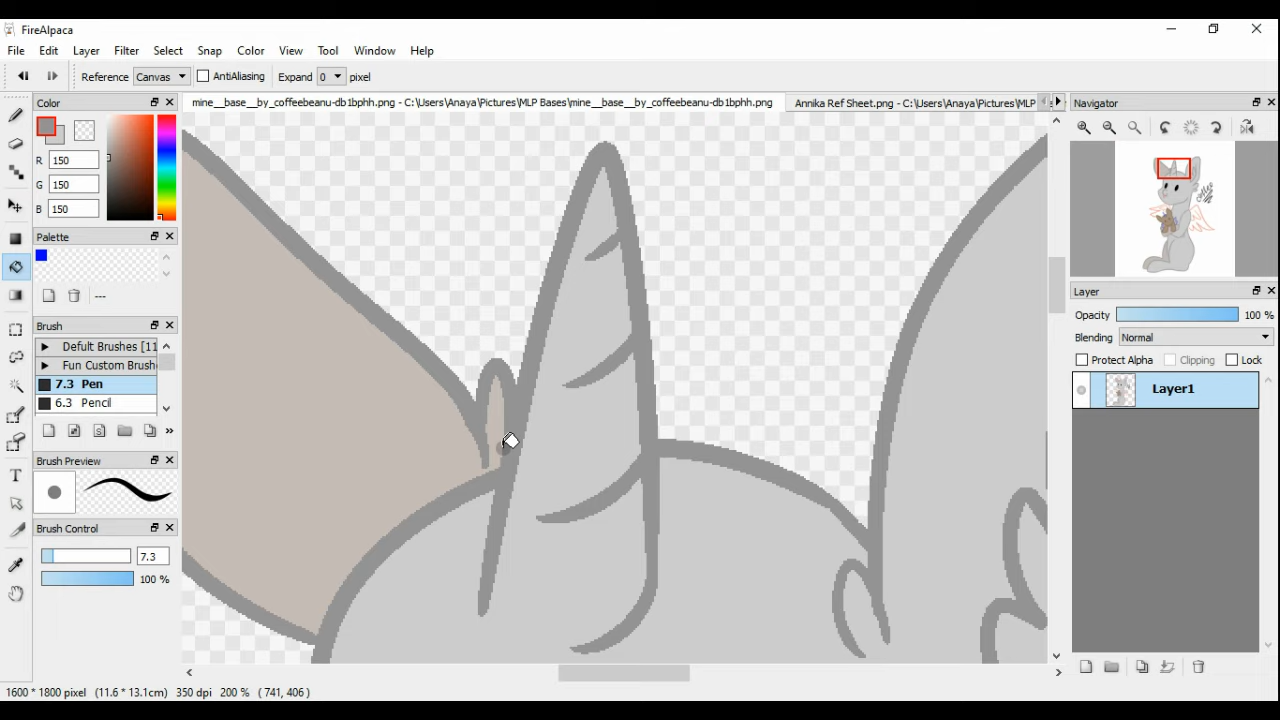 FireAlpaca
File Edit Layer Filter Select Snap Color View Tool Window Help
Reference Canvas AntiAliasing Expand 0 pixel
Color
mine__base__by_coffeebeanu-db1bphh.png - C:\Users\Anaya\Pictures\MLP Bases\mine__base__by_coffeebeanu-db1bphh.png
Annika Ref Sheet.png - C:\Users\Anaya\Pictures\MLP
Navigator
R 150
G 150
B 150
Palette
---
Layer
Opacity 100 %
Brush
Blending Normal
Defult Brushes [11
Protect Alpha Clipping Lock
Fun Custom Brush
7.3 Pen
Layer1
6.3 Pencil
»
Brush Preview
Brush Control
7.3
100 %
T
1600 * 1800 pixel (11.6 * 13.1cm) 350 dpi 200 % ( 741, 406 )